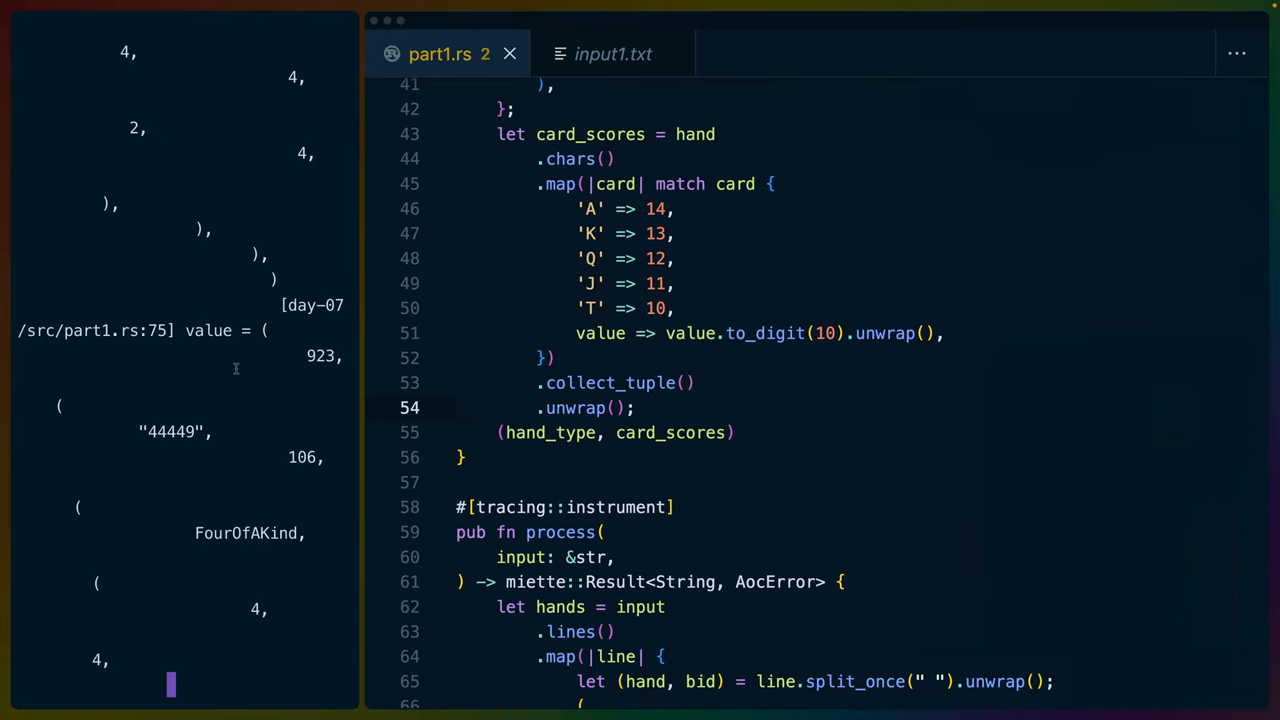 4,
4,
2,
4,
),
),
),
)
[day-07
/src/part1.rs:75] value = (
923,
(
"44449",
106,
(
FourOfAKind,
(
4,
4,
part1.rs 2
input1.txt
...
41 ),
42 };
43 let card_scores = hand
44 .chars()
45 .map(|card| match card {
46 'A' => 14,
47 'K' => 13,
48 'Q' => 12,
49 'J' => 11,
50 'T' => 10,
51 value => value.to_digit(10).unwrap(),
52 })
53 .collect_tuple()
54 .unwrap();
55 (hand_type, card_scores)
56 }
57
58 #[tracing::instrument]
59 pub fn process(
60 input: &str,
61 ) -> miette::Result<String, AocError> {
62 let hands = input
63 .lines()
64 .map(|line| {
65 let (hand, bid) = line.split_once(" ").unwrap();
66 (